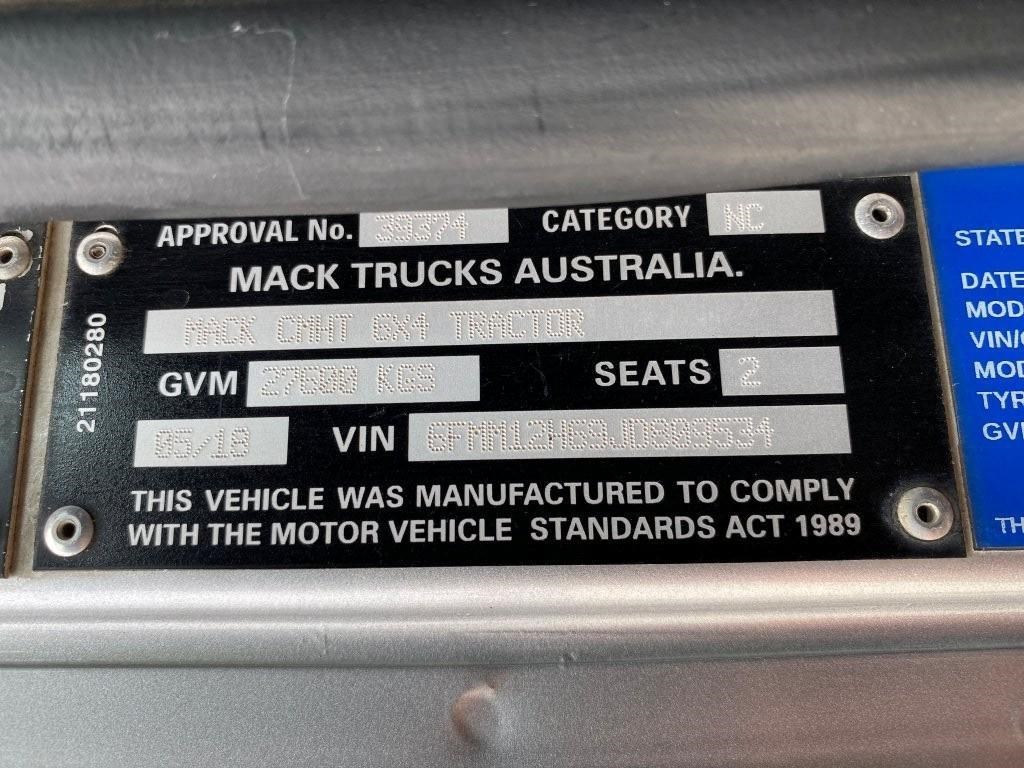 APPROVAL No. 39374 CATEGORY NC
MACK TRUCKS AUSTRALIA.
MACK CMHT 6X4 TRACTOR
GVM 27600 KGS SEATS 2
05/18 VIN 6FMM12H69JD809534
THIS VEHICLE WAS MANUFACTURED TO COMPLY
WITH THE MOTOR VEHICLE STANDARDS ACT 1989
21180280
STATE
DATE
MOD
VIN/
MOD
TYR
GV
TH